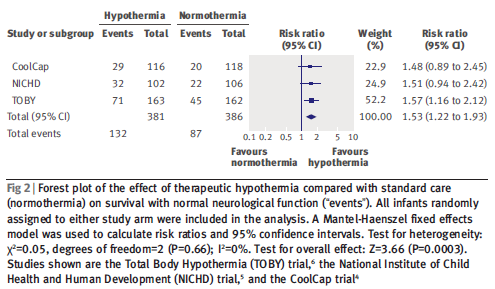 Hypothermia Normothermia
Study or subgroup Events Total Events Total Risk ratio (95% CI) Weight (%) Risk ratio (95% CI)
CoolCap 29 116 20 118 22.9 1.48 (0.89 to 2.45)
NICHD 32 102 22 106 24.9 1.51 (0.94 to 2.42)
TOBY 71 163 45 162 52.2 1.57 (1.16 to 2.12)
Total (95% CI) 381 386 100.00 1.53 (1.22 to 1.93)
Total events 132 87
0.1 0.2 0.5 1 2 5 10
Favours normothermia Favours hypothermia
Fig 2 | Forest plot of the effect of therapeutic hypothermia compared with standard care
(normothermia) on survival with normal neurological function ("events"). All infants randomly
assigned to either study arm were included in the analysis. A Mantel-Haenszel fixed effects
model was used to calculate risk ratios and 95% confidence intervals. Test for heterogeneity:
χ²=0.05, degrees of freedom=2 (P=0.66); I²=0%. Test for overall effect: Z=3.66 (P=0.0003).
Studies shown are the Total Body Hypothermia (TOBY) trial,⁶ the National Institute of Child
Health and Human Development (NICHD) trial,⁵ and the CoolCap trial⁴